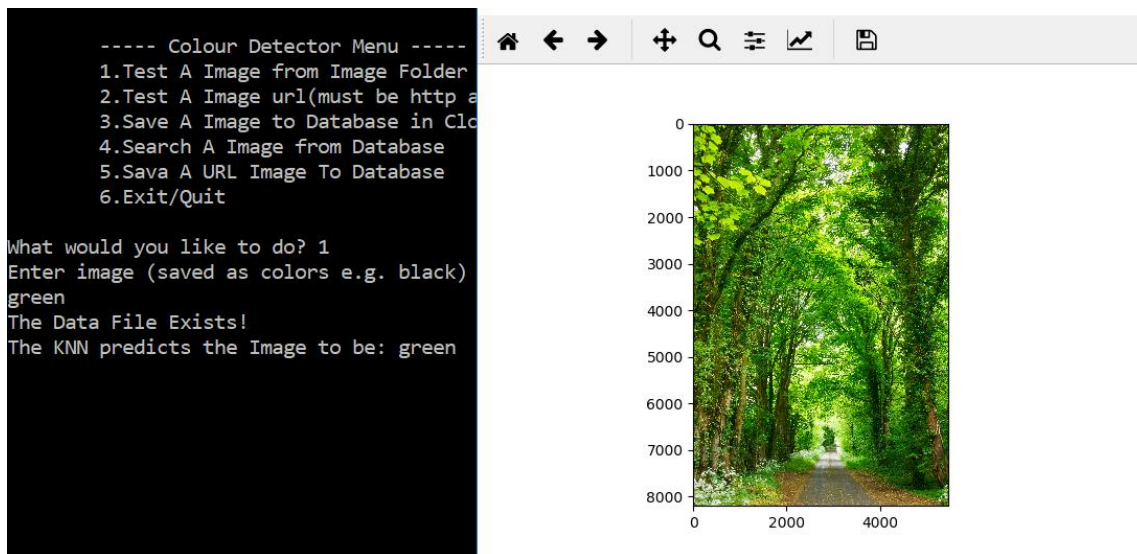 ----- Colour Detector Menu -----
1.Test A Image from Image Folder
2.Test A Image url(must be http a
3.Save A Image to Database in Clo
4.Search A Image from Database
5.Sava A URL Image To Database
6.Exit/Quit
What would you like to do? 1
Enter image (saved as colors e.g. black)
green
The Data File Exists!
The KNN predicts the Image to be: green
0
1000
2000
3000
4000
5000
6000
7000
8000
0 2000 4000